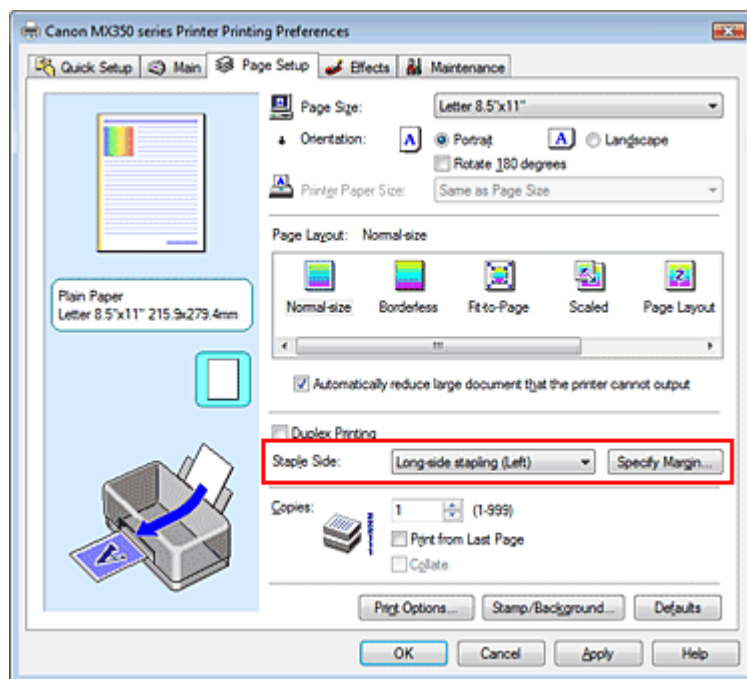 Canon MX350 series Printer Printing Preferences
Quick Setup Main Page Setup Effects Maintenance
Page Size: Letter 8.5"x11"
Orientation: A Portrait A Landscape
Rotate 180 degrees
Printer Paper Size: Same as Page Size
Page Layout: Normal-size
Normal-size Borderless Fit-to-Page Scaled Page Layout
Plain Paper
Letter 8.5"x11" 215.9x279.4mm
Automatically reduce large document that the printer cannot output
Duplex Printing
Staple Side: Long-side stapling (Left) Specify Margin...
Copies: 1 (1-999)
Print from Last Page
Collate
Print Options... Stamp/Background... Defaults
OK Cancel Apply Help